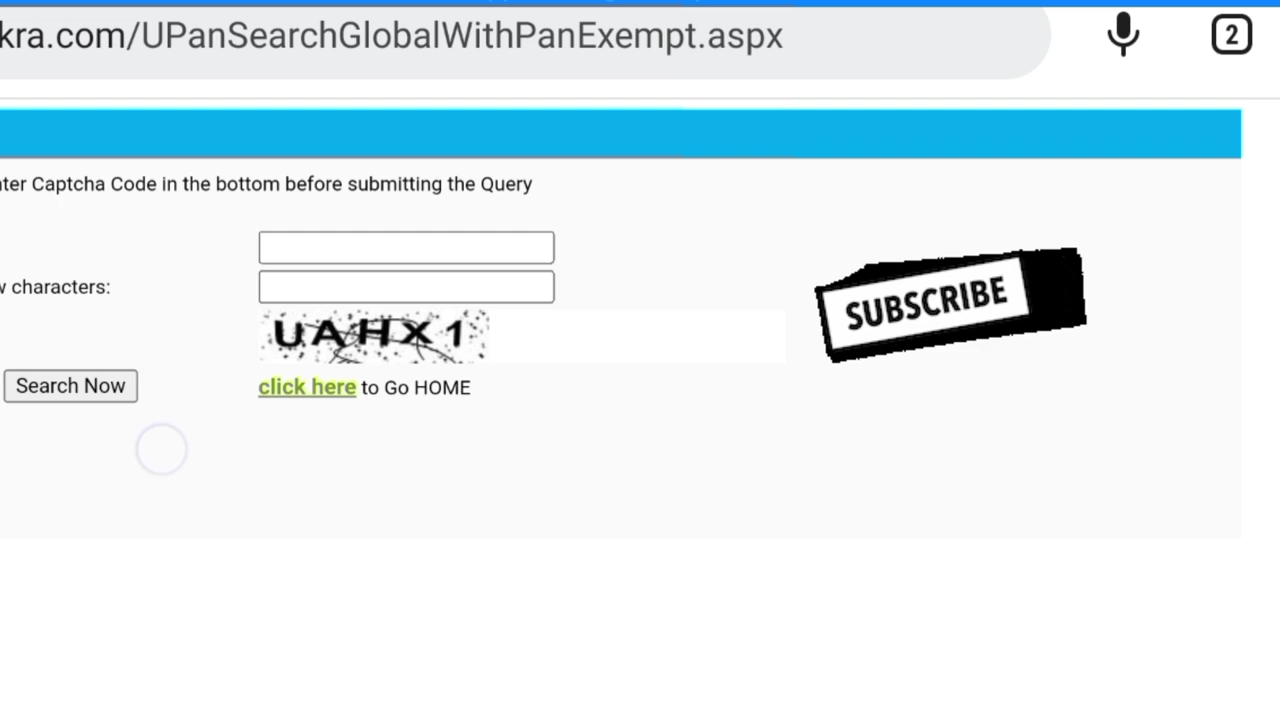 kra.com/UPanSearchGlobalWithPanExempt.aspx
2
ter Captcha Code in the bottom before submitting the Query
characters:
UAHX1
SUBSCRIBE
Search Now
click here to Go HOME